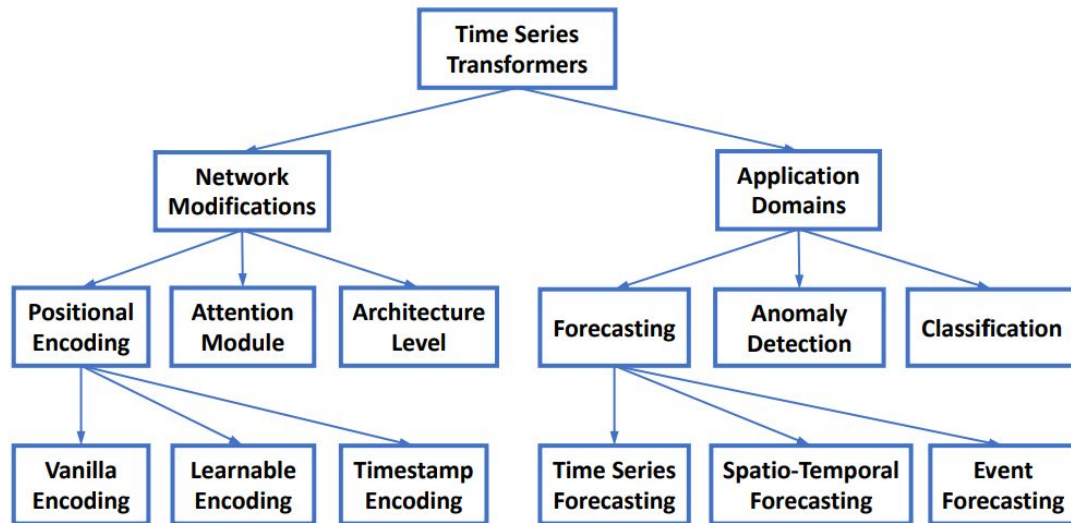 Time Series
Transformers
Network
Modifications
Application
Domains
Positional
Encoding
Attention
Module
Architecture
Level
Forecasting
Anomaly
Detection
Classification
Vanilla
Encoding
Learnable
Encoding
Timestamp
Encoding
Time Series
Forecasting
Spatio-Temporal
Forecasting
Event
Forecasting